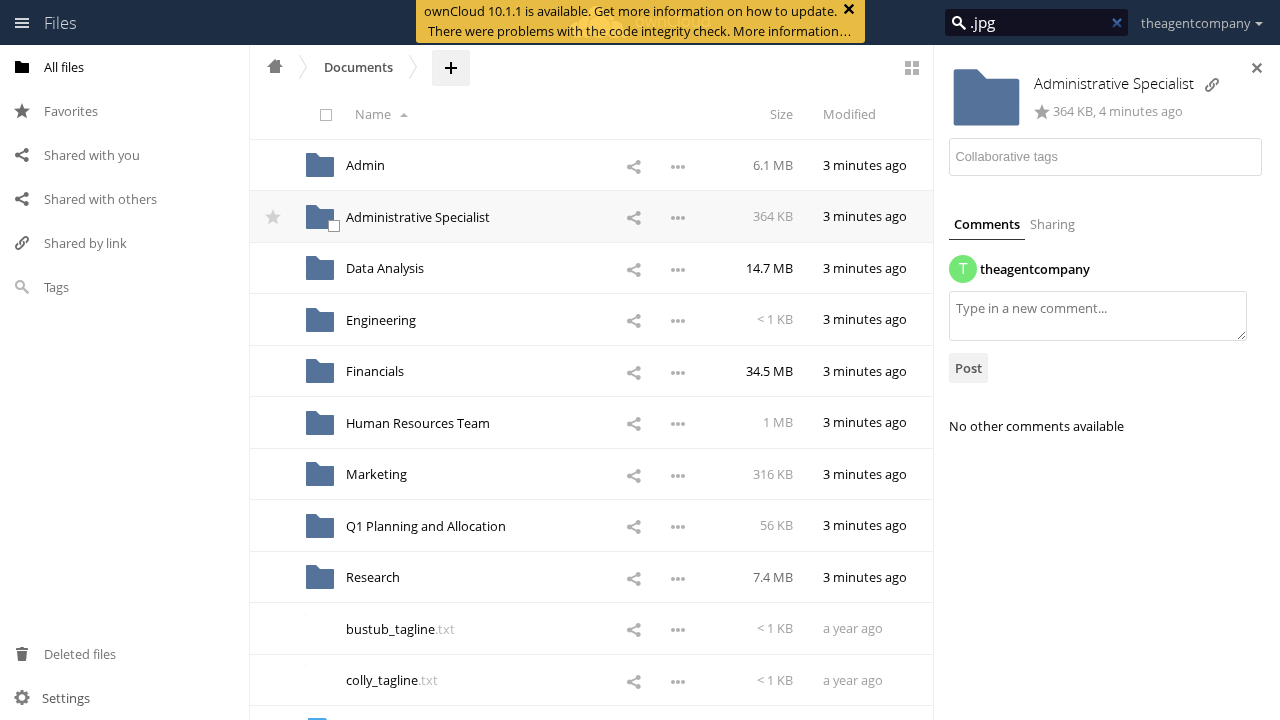 Files
ownCloud 10.1.1 is available. Get more information on how to update.
There were problems with the code integrity check. More information…
.jpg
theagentcompany
All files
Favorites
Shared with you
Shared with others
Shared by link
Tags
Deleted files
Settings
Documents
Name
Size
Modified
Admin
6.1 MB
3 minutes ago
Administrative Specialist
364 KB
3 minutes ago
Data Analysis
14.7 MB
3 minutes ago
Engineering
< 1 KB
3 minutes ago
Financials
34.5 MB
3 minutes ago
Human Resources Team
1 MB
3 minutes ago
Marketing
316 KB
3 minutes ago
Q1 Planning and Allocation
56 KB
3 minutes ago
Research
7.4 MB
3 minutes ago
bustub_tagline.txt
< 1 KB
a year ago
colly_tagline.txt
< 1 KB
a year ago
Administrative Specialist
364 KB, 4 minutes ago
Collaborative tags
Comments
Sharing
T
theagentcompany
Type in a new comment...
Post
No other comments available